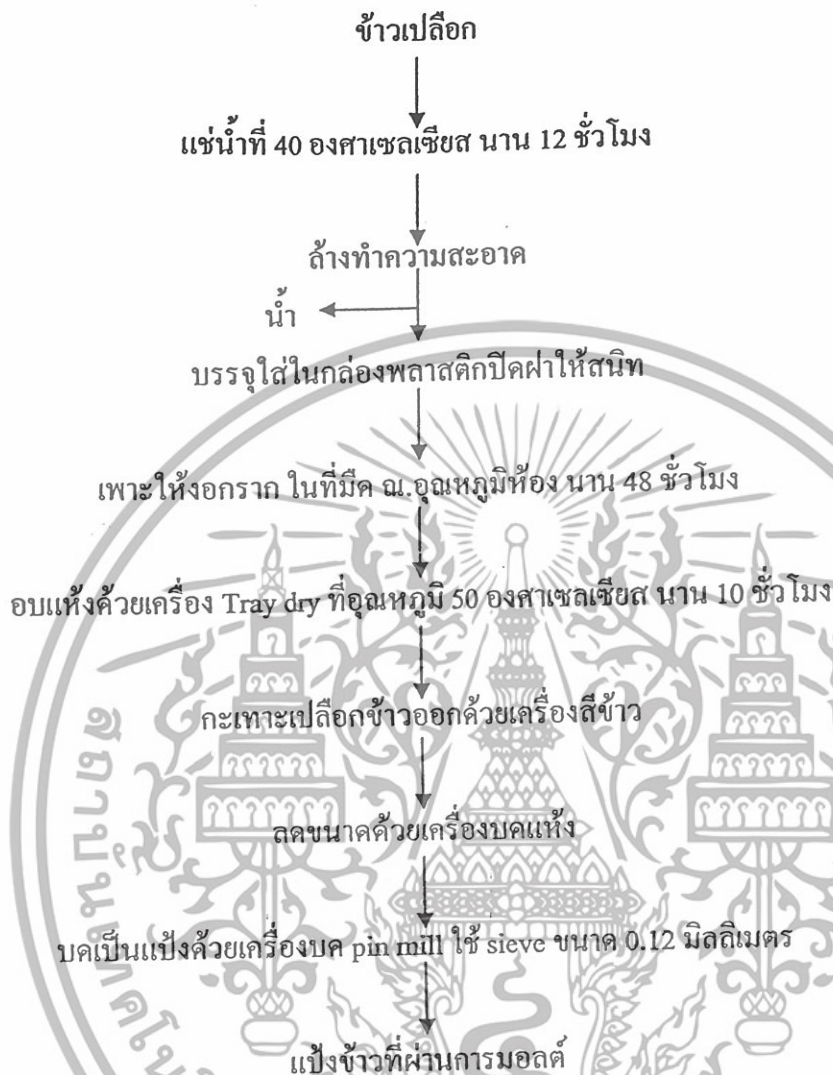 ข้าวเปลือก
แช่น้ำที่ 40 องศาเซลเซียส นาน 12 ชั่วโมง
ล้างทำความสะอาด
น้ำ
บรรจุใส่ในกล่องพลาสติกปิดฝาให้สนิท
เพาะให้งอกราก ในที่มืด ณ.อุณหภูมิห้อง นาน 48 ชั่วโมง
อบแห้งด้วยเครื่อง Tray dry ที่อุณหภูมิ 50 องศาเซลเซียส นาน 10 ชั่วโมง
กะเทาะเปลือกข้าวออกด้วยเครื่องสีข้าว
ลดขนาดด้วยเครื่องบดแห้ง
บดเป็นแป้งด้วยเครื่องบด pin mill ใช้ sieve ขนาด 0.12 มิลลิเมตร
แป้งข้าวที่ผ่านการมอลต์